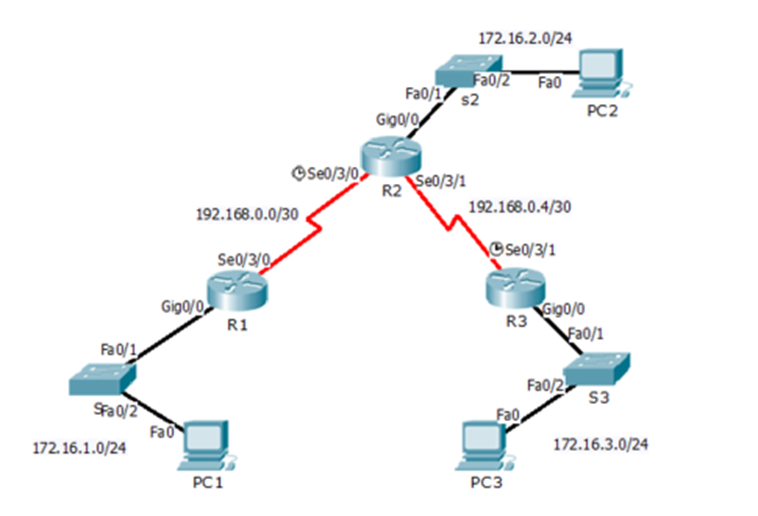 172.16.2.0/24
Fa0/2
Fa0
Fa0/1
s2
PC2
Gig0/0
Se0/3/0
R2
Se0/3/1
192.168.0.0/30
192.168.0.4/30
Se0/3/0
Se0/3/1
Gig0/0
R1
R3
Gig0/0
Fa0/1
Fa0/1
Fa0/2
S3
Fa0/2
Fa0
Fa0
172.16.1.0/24
172.16.3.0/24
PC1
PC3